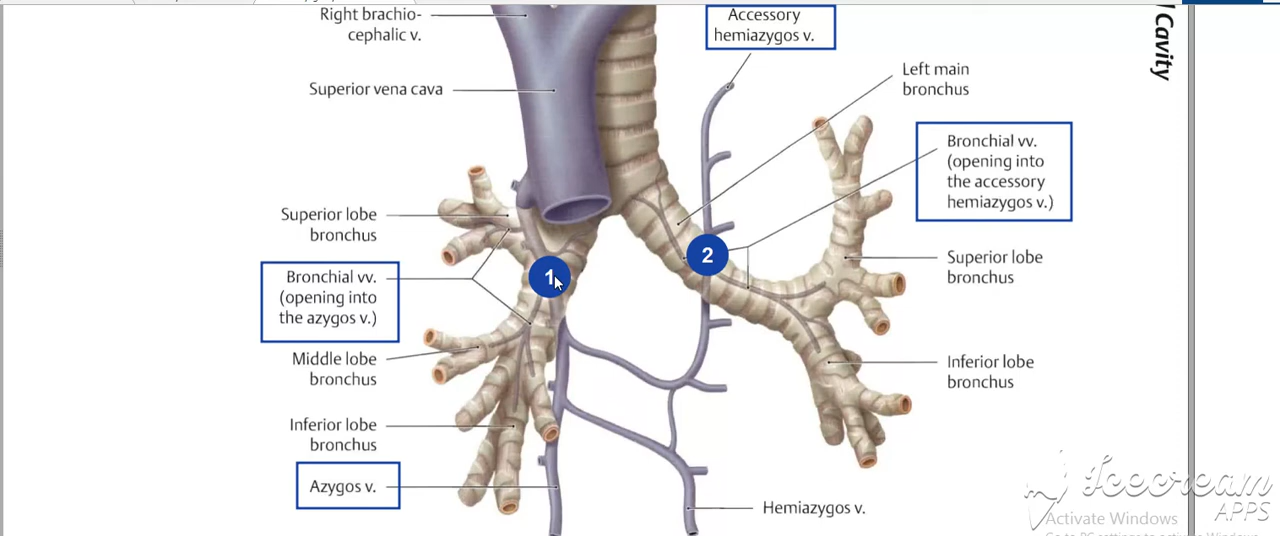 Right brachio-
cephalic v.
Superior vena cava
Superior lobe
bronchus
Bronchial vv.
(opening into
the azygos v.)
Middle lobe
bronchus
Inferior lobe
bronchus
Azygos v.
1
2
Accessory
hemiazygos v.
Left main
bronchus
Bronchial vv.
(opening into
the accessory
hemiazygos v.)
Superior lobe
bronchus
Inferior lobe
bronchus
Hemiazygos v.
Cavity
Icecream
APPS
Activate Windows